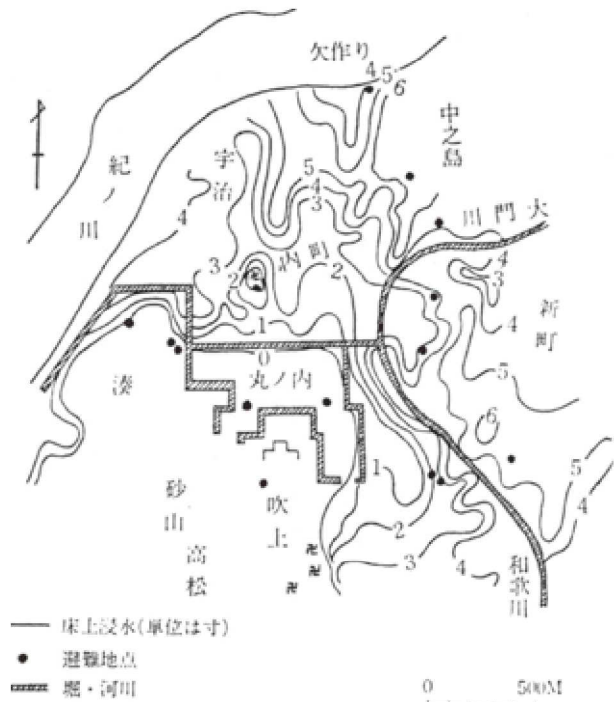 矢作り
4 5 6
中之島
紀ノ川
宇治
5
4
3
4
大門川
3
2
内町
2
4
3
新町
4
1
0
5
丸ノ内
湊
6
1
5
4
砂山
高松
吹上
2
3
4
和歌川
卍
卍
卍
床上浸水(単位は寸)
避難地点
堀・河川
0 500M